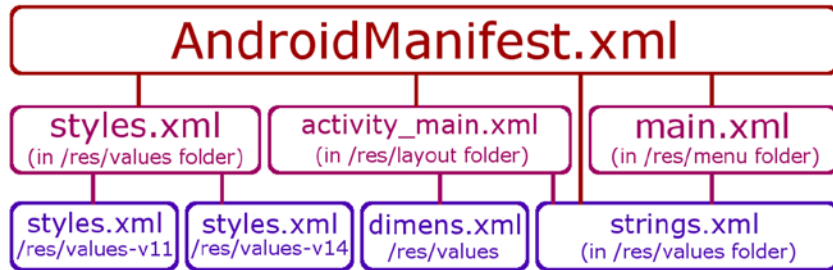 AndroidManifest.xml
styles.xml
(in /res/values folder)
activity_main.xml
(in /res/layout folder)
main.xml
(in /res/menu folder)
styles.xml
/res/values-v11
styles.xml
/res/values-v14
dimens.xml
/res/values
strings.xml
(in /res/values folder)